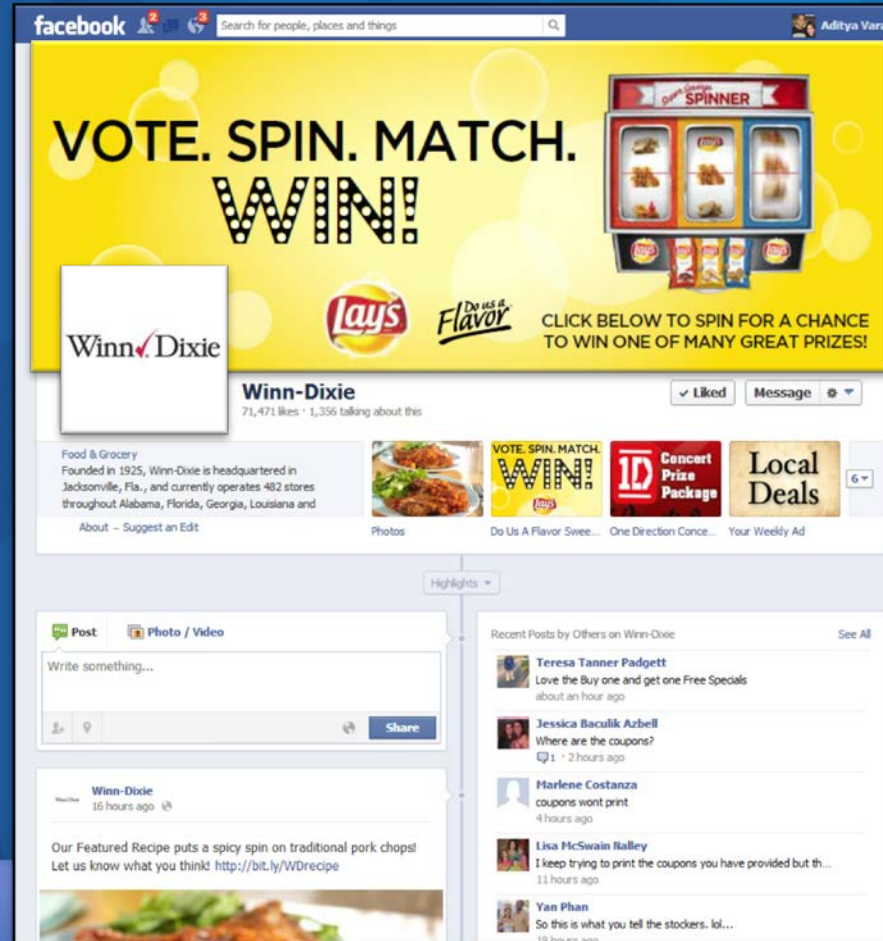 facebook
2
3
Search for people, places and things
Aditya Vara
VOTE. SPIN. MATCH.
WIN!
Super Savings
SPINNER
Lay's
Lay's
Lay's
Lay's
Do us a
Flavor
Winn Dixie
CLICK BELOW TO SPIN FOR A CHANCE
TO WIN ONE OF MANY GREAT PRIZES!
Winn-Dixie
71,471 likes · 1,356 talking about this
✓ Liked
Message
Food & Grocery
Founded in 1925, Winn-Dixie is headquartered in
Jacksonville, Fla., and currently operates 482 stores
throughout Alabama, Florida, Georgia, Louisiana and
About – Suggest an Edit
Photos
VOTE. SPIN. MATCH.
WIN!
Lay's
Do Us A Flavor Swee...
1D
Concert
Prize
Package
One Direction Conce...
Local
Deals
Your Weekly Ad
6
Highlights
Post
Photo / Video
Write something...
Share
Winn-Dixie
16 hours ago
Our Featured Recipe puts a spicy spin on traditional pork chops!
Let us know what you think! http://bit.ly/WDrecipe
Recent Posts by Others on Winn-Dixie
See All
Teresa Tanner Padgett
Love the Buy one and get one Free Specials
about an hour ago
Jessica Baculik Azbell
Where are the coupons?
1 · 2 hours ago
Marlene Costanza
coupons wont print
4 hours ago
Lisa McSwain Nalley
I keep trying to print the coupons you have provided but th...
11 hours ago
Yan Phan
So this is what you tell the stockers. lol...
hours ago